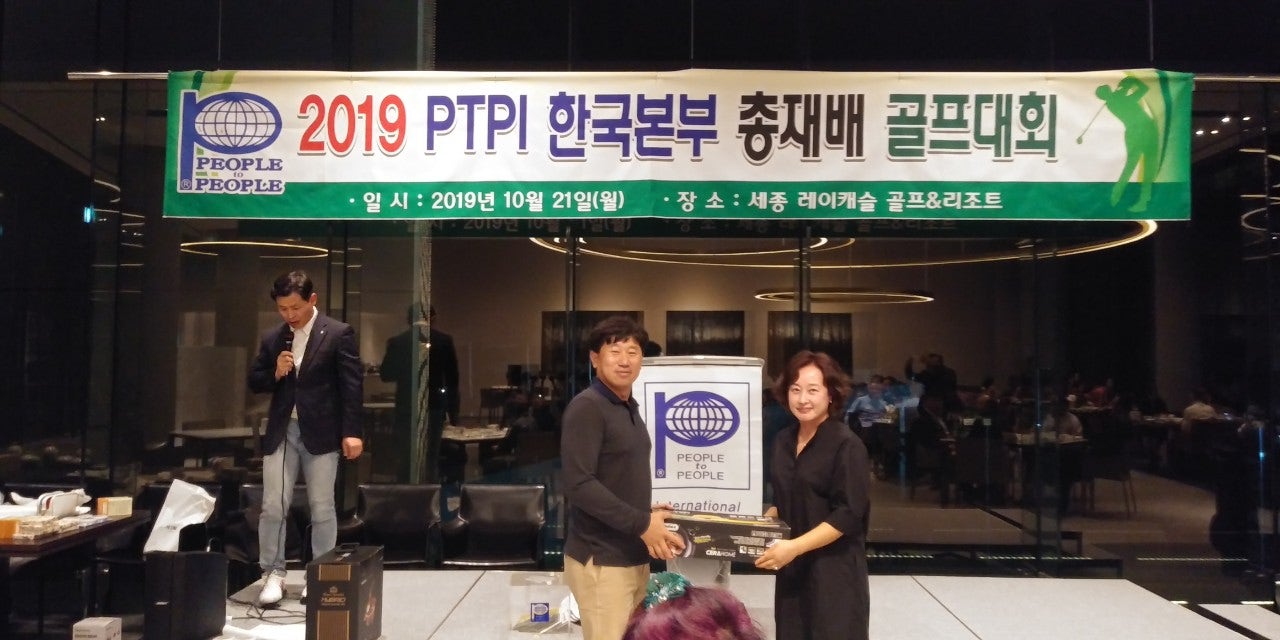 2019 PTPI 한국본부 총재배 골프대회
PEOPLE
to
® PEOPLE
· 일 시 : 2019년 10월 21일(월) · 장 소 : 세종 레이캐슬 골프&리조트
PEOPLE
to
® PEOPLE
International
CERAHOME
HYBRID